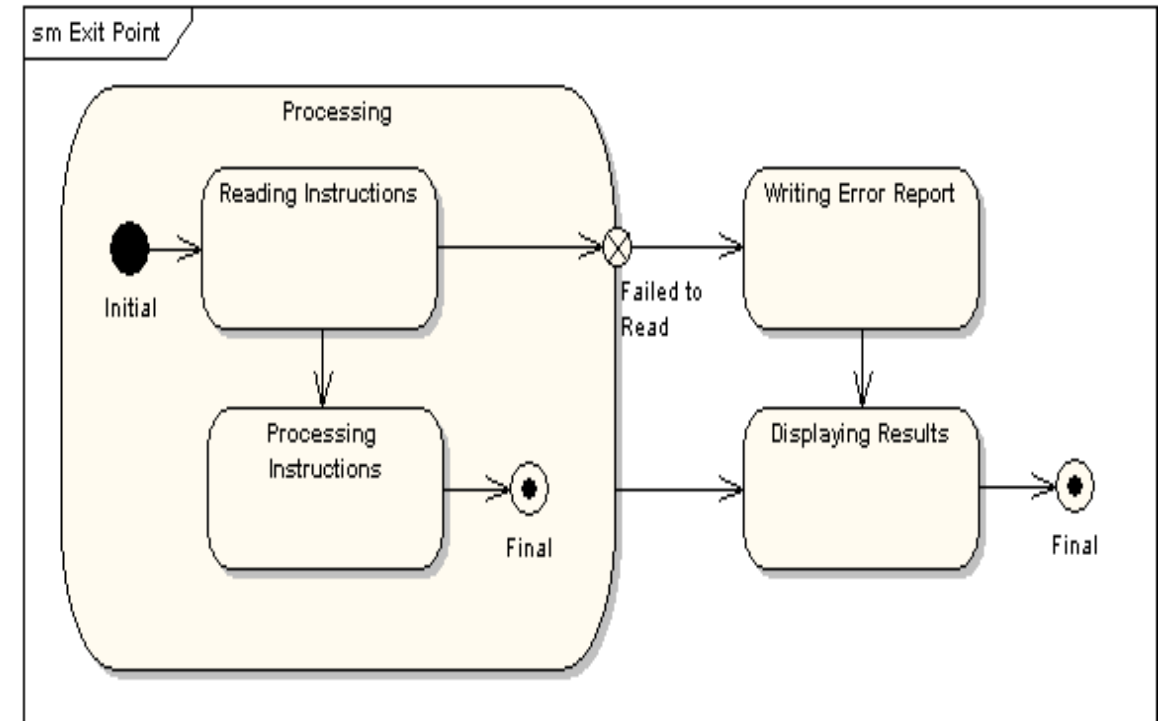 sm Exit Point
Processing
Reading Instructions
Writing Error Report
Initial
Failed to
Read
Processing
Instructions
Displaying Results
Final
Final